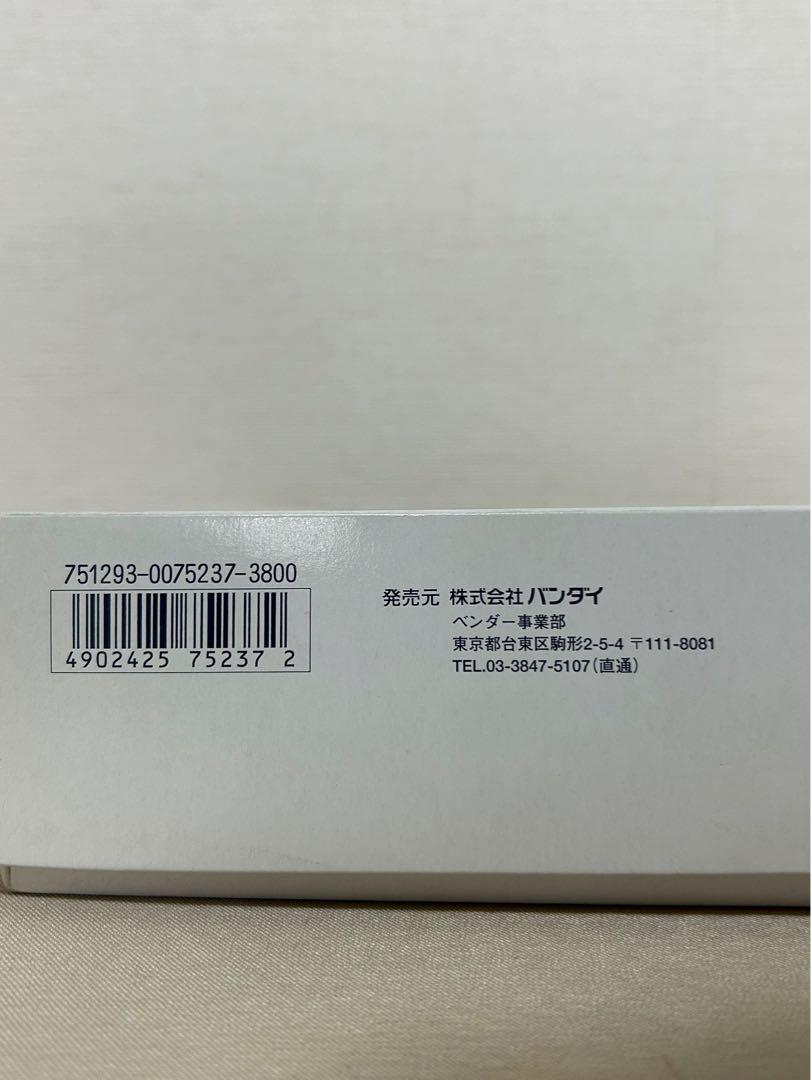 751293-0075237-3800
4902425 75237 2
発売元 株式会社 バンダイ
ベンダー事業部
東京都台東区駒形2-5-4 〒111-8081
TEL.03-3847-5107(直通)